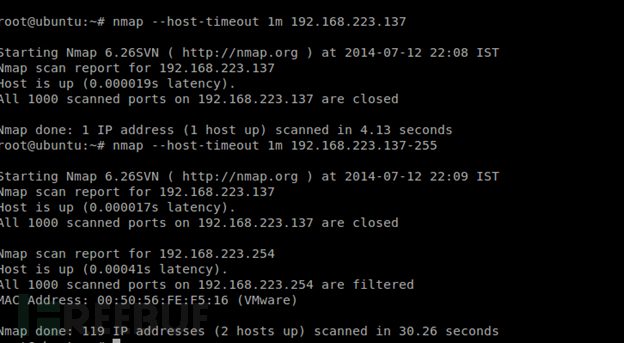 root@ubuntu:~# nmap --host-timeout 1m 192.168.223.137
Starting Nmap 6.26SVN ( http://nmap.org ) at 2014-07-12 22:08 IST
Nmap scan report for 192.168.223.137
Host is up (0.000019s latency).
All 1000 scanned ports on 192.168.223.137 are closed
Nmap done: 1 IP address (1 host up) scanned in 4.13 seconds
root@ubuntu:~# nmap --host-timeout 1m 192.168.223.137-255
Starting Nmap 6.26SVN ( http://nmap.org ) at 2014-07-12 22:09 IST
Nmap scan report for 192.168.223.137
Host is up (0.000017s latency).
All 1000 scanned ports on 192.168.223.137 are closed
Nmap scan report for 192.168.223.254
Host is up (0.00041s latency).
All 1000 scanned ports on 192.168.223.254 are filtered
MAC Address: 00:50:56:FE:F5:16 (VMware)
FREEBUF
Nmap done: 119 IP addresses (2 hosts up) scanned in 30.26 seconds